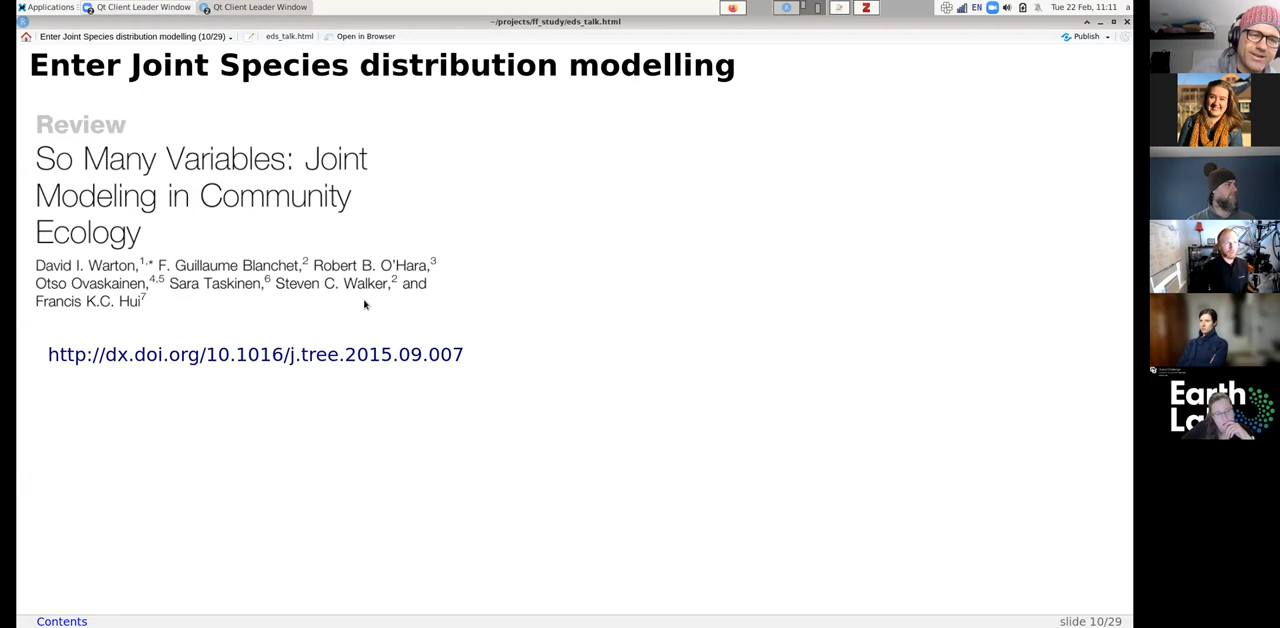 Applications
Qt Client Leader Window
Qt Client Leader Window
EN
Tue 22 Feb, 11:11
a
~/projects/ff_study/eds_talk.html
Enter Joint Species distribution modelling (10/29)
eds_talk.html
Open in Browser
Publish
Enter Joint Species distribution modelling
Review
So Many Variables: Joint
Modeling in Community
Ecology
David I. Warton,1,* F. Guillaume Blanchet,2 Robert B. O'Hara,3
Otso Ovaskainen,4,5 Sara Taskinen,6 Steven C. Walker,2 and
Francis K.C. Hui7
http://dx.doi.org/10.1016/j.tree.2015.09.007
Contents
slide 10/29
Earth
La